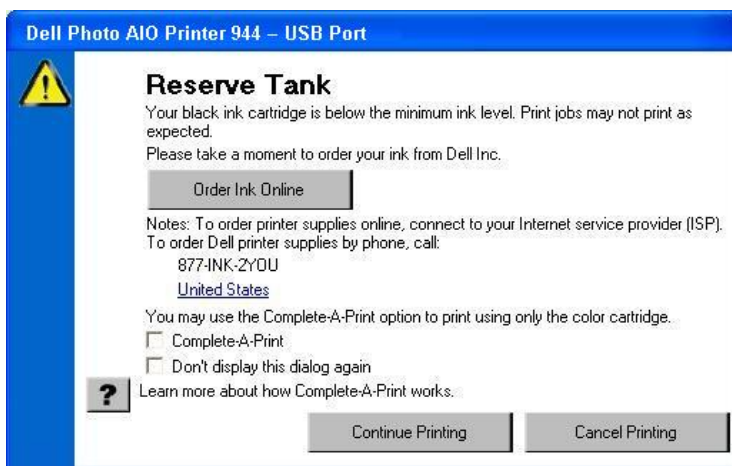 Dell Photo AIO Printer 944 – USB Port
Reserve Tank
Your black ink cartridge is below the minimum ink level. Print jobs may not print as
expected.
Please take a moment to order your ink from Dell Inc.
Order Ink Online
Notes: To order printer supplies online, connect to your Internet service provider (ISP).
To order Dell printer supplies by phone, call:
877-INK-2YOU
United States
You may use the Complete-A-Print option to print using only the color cartridge.
Complete-A-Print
Don't display this dialog again
? Learn more about how Complete-A-Print works.
Continue Printing Cancel Printing